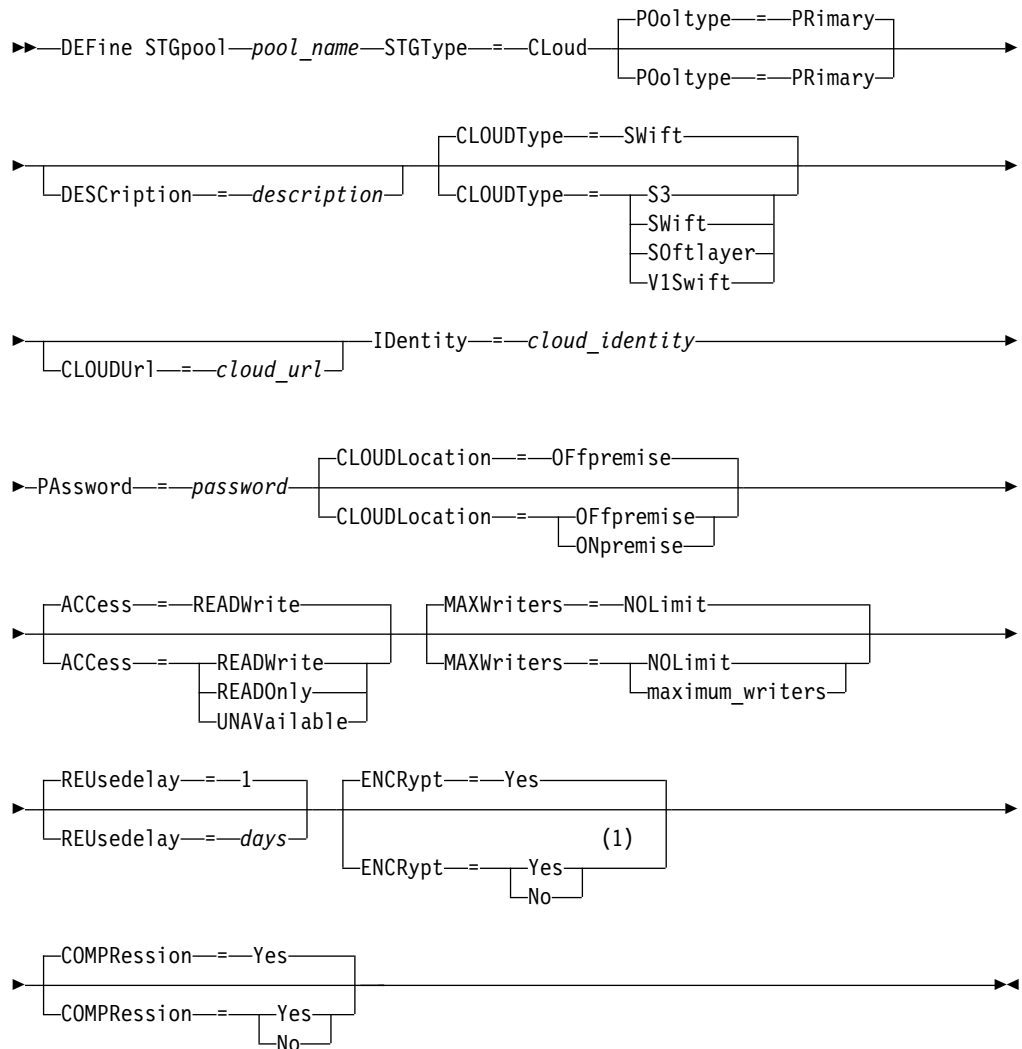 POoltype = PRimary
DEFine STGpool pool_name STGType = CLoud
POoltype = PRimary
CLOUDType = SWift
DESCription = description
CLOUDType = S3
SWift
SOftlayer
V1Swift
IDentity = cloud_identity
CLOUDUrl = cloud_url
CLOUDLocation = OFfpremise
PAssword = password
CLOUDLocation = OFfpremise
ONpremise
ACCess = READWrite
MAXWriters = NOLimit
ACCess = READWrite
MAXWriters = NOLimit
READOnly
maximum_writers
UNAVailable
REUsedelay = 1
ENCRypt = Yes
REUsedelay = days
(1)
ENCRypt = Yes
No
COMPRession = Yes
COMPRession = Yes
No